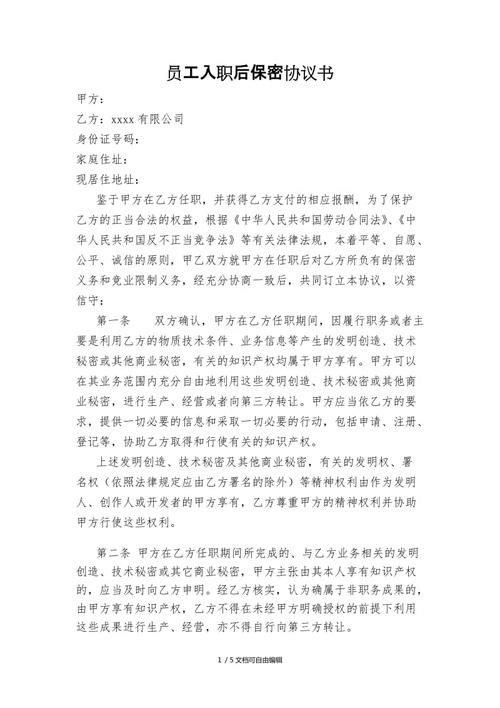 员工入职后保密协议书
甲方：
乙方：xxxx 有限公司
身份证号码：
家庭住址：
现居住地址：
鉴于甲方在乙方任职，并获得乙方支付的相应报酬，为了保护
乙方的正当合法的权益，根据《中华人民共和国劳动合同法》、《中
华人民共和国反不正当竞争法》等有关法律法规，本着平等、自愿、
公平、诚信的原则，甲乙双方就甲方在任职后对乙方所负有的保密
义务和竞业限制义务，经充分协商一致后，共同订立本协议，以资
信守：
第一条 双方确认，甲方在乙方任职期间，因履行职务或者主
要是利用乙方的物质技术条件、业务信息等产生的发明创造、技术
秘密或其他商业秘密，有关的知识产权均属于甲方享有。甲方可以
在其业务范围内充分自由地利用这些发明创造、技术秘密或其他商
业秘密，进行生产、经营或者向第三方转让。甲方应当依乙方的要
求，提供一切必要的信息和采取一切必要的行动，包括申请、注册、
登记等，协助乙方取得和行使有关的知识产权。
上述发明创造、技术秘密及其他商业秘密，有关的发明权、署
名权（依照法律规定应由乙方署名的除外）等精神权利由作为发明
人、创作人或开发者的甲方享有，乙方尊重甲方的精神权利并协助
甲方行使这些权利。
第二条 甲方在乙方任职期间所完成的、与乙方业务相关的发明
创造、技术秘密或其它商业秘密，甲方主张由其本人享有知识产权
的，应当及时向乙方申明。经乙方核实，认为确属于非职务成果的，
由甲方享有知识产权，乙方不得在未经甲方明确授权的前提下利用
这些成果进行生产、经营，亦不得自行向第三方转让。
1 / 5 文档可自由编辑